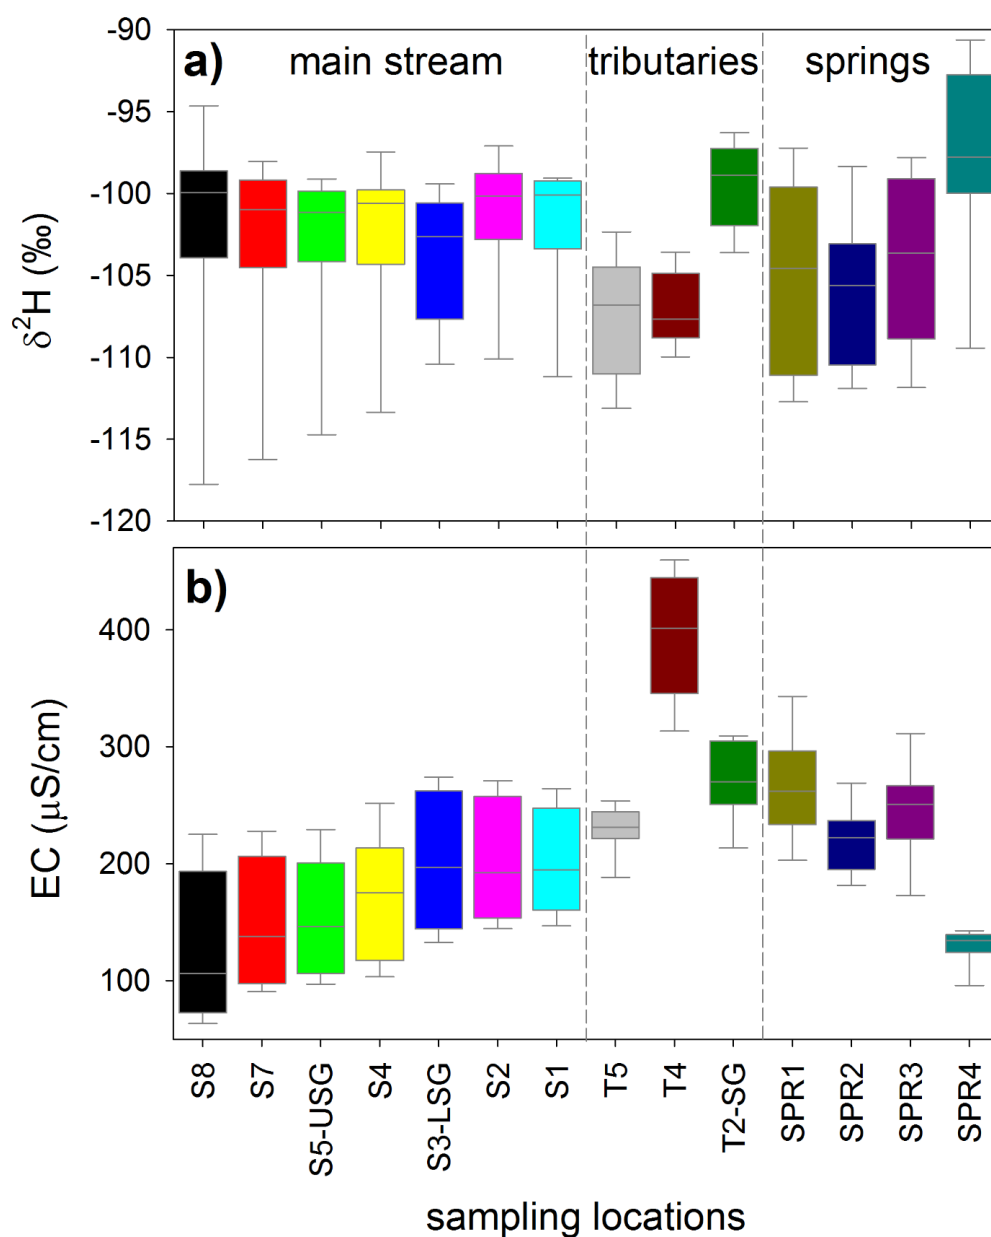 a)
main stream
tributaries
springs
-90
-95
-100
-105
-110
-115
-120
δ²H (‰)
b)
400
300
200
100
EC (µS/cm)
S8
S7
S5-USG
S4
S3-LSG
S2
S1
T5
T4
T2-SG
SPR1
SPR2
SPR3
SPR4
sampling locations